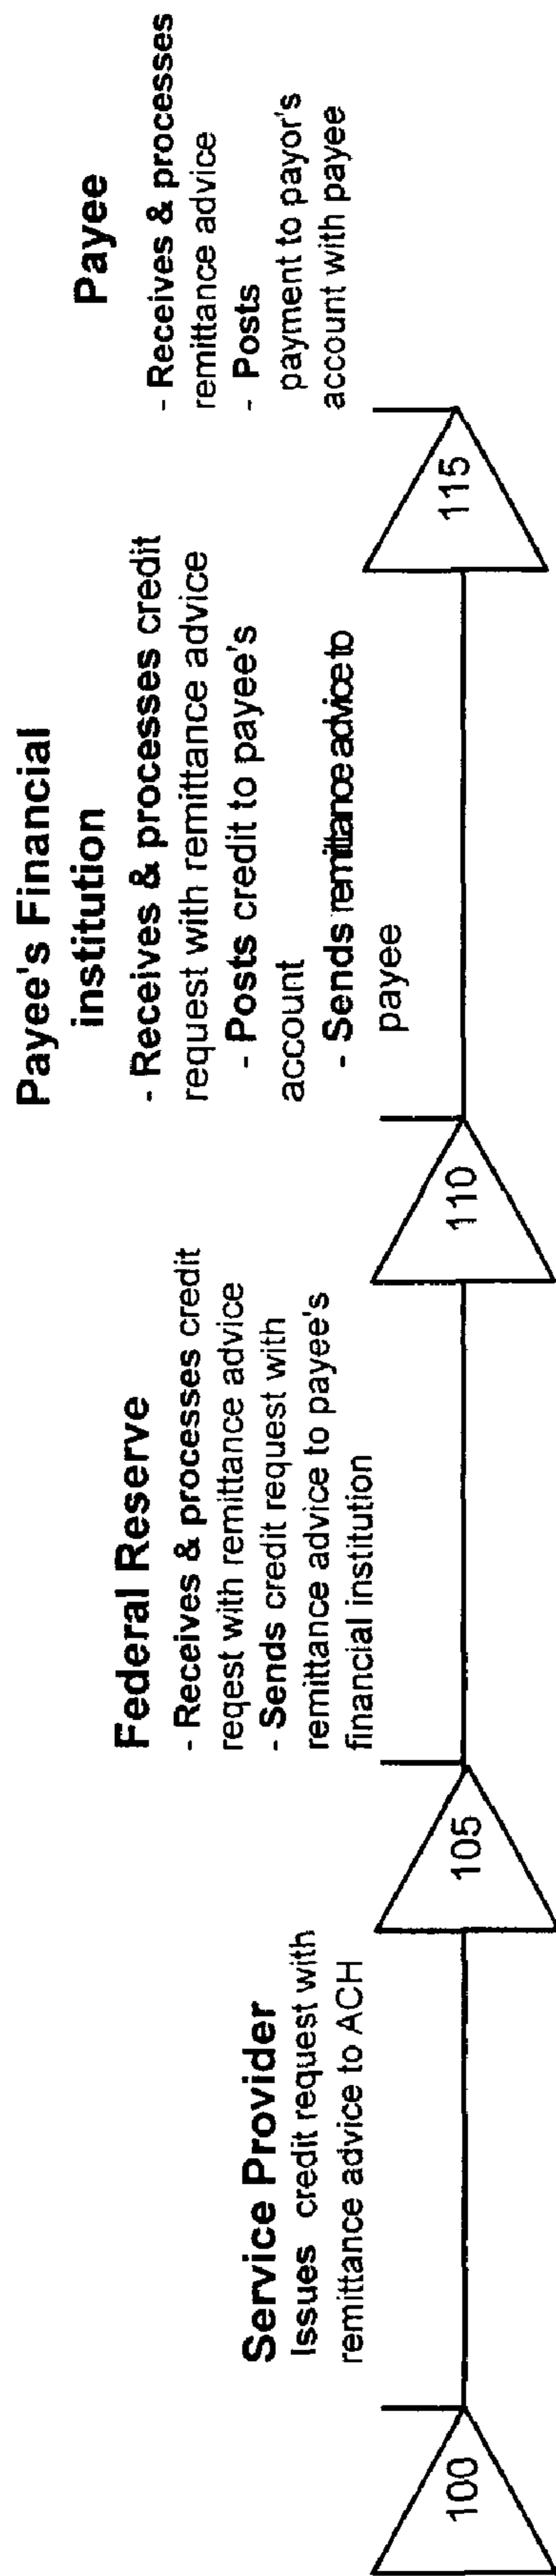 Service Provider
Issues credit request with
remittance advice to ACH
100
Federal Reserve
- Receives & processes credit
reqest with remittance advice
- Sends credit request with
remittance advice to payee's
financial institution
105
Payee's Financial
institution
- Receives & processes credit
request with remittance advice
- Posts credit to payee's
account
- Sends remittance advice to
payee
110
Payee
- Receives & processes
remittance advice
- Posts
payment to payor's
account with payee
115